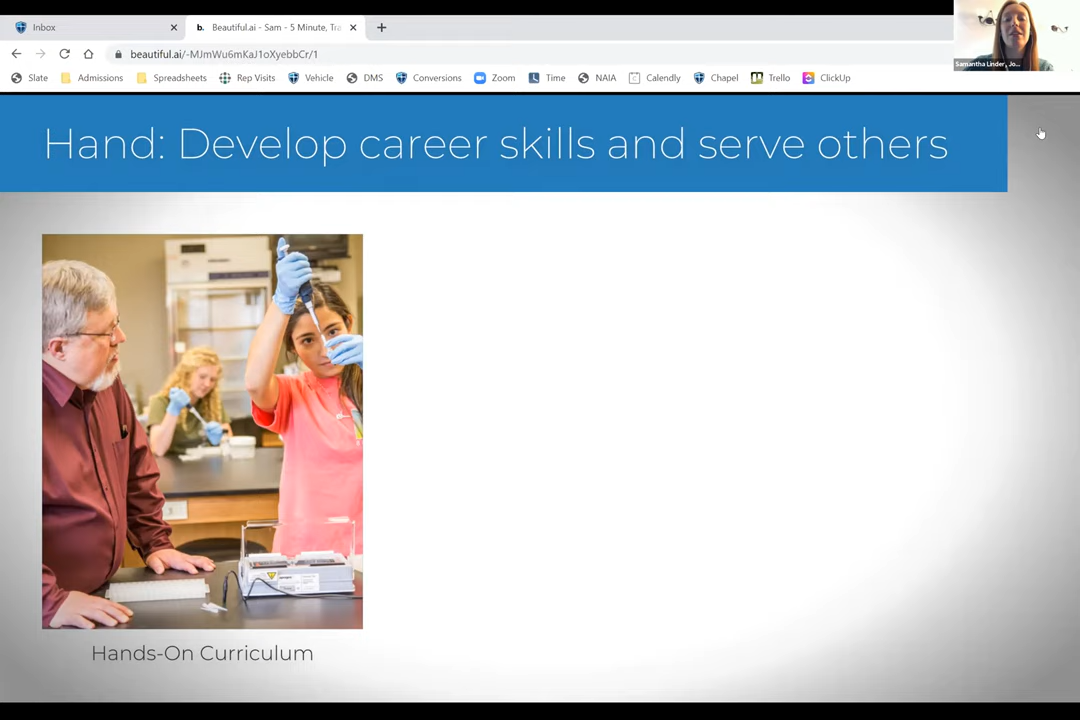 Inbox
b. Beautiful.ai - Sam - 5 Minute, Tra
beautiful.ai/-MJmWu6mKaJ1oXyebbCr/1
Slate Admissions Spreadsheets Rep Visits Vehicle DMS Conversions Zoom Time NAIA Calendly Chapel Trello ClickUp
Samantha Linder, Jo...
Hand: Develop career skills and serve others
Hands-On Curriculum